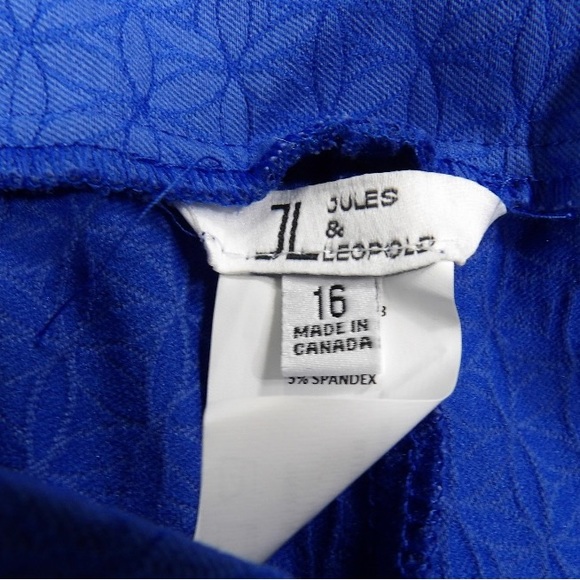 JL JULES
&
LEOPOLD
16
MADE IN
CANADA
5% SPANDEX